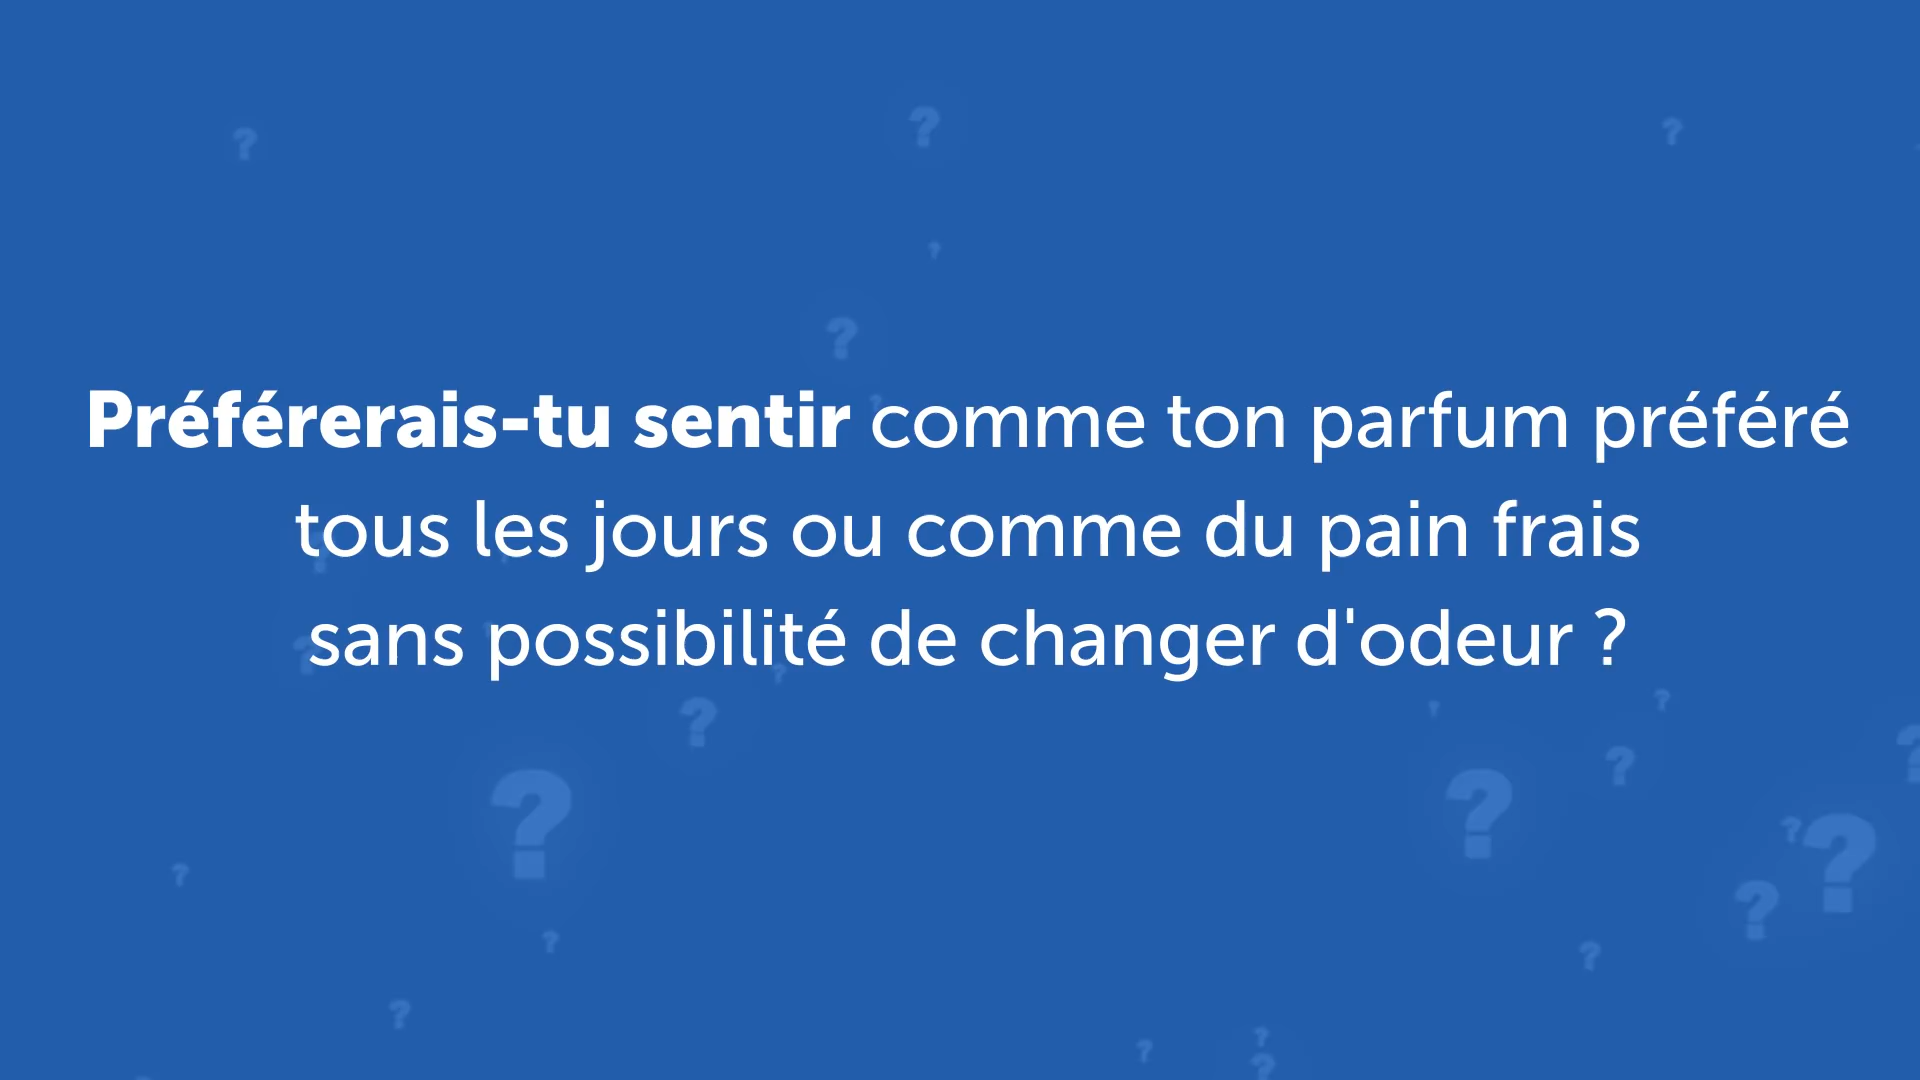 Préférerais-tu sentir comme ton parfum préféré
tous les jours ou comme du pain frais
sans possibilité de changer d'odeur ?